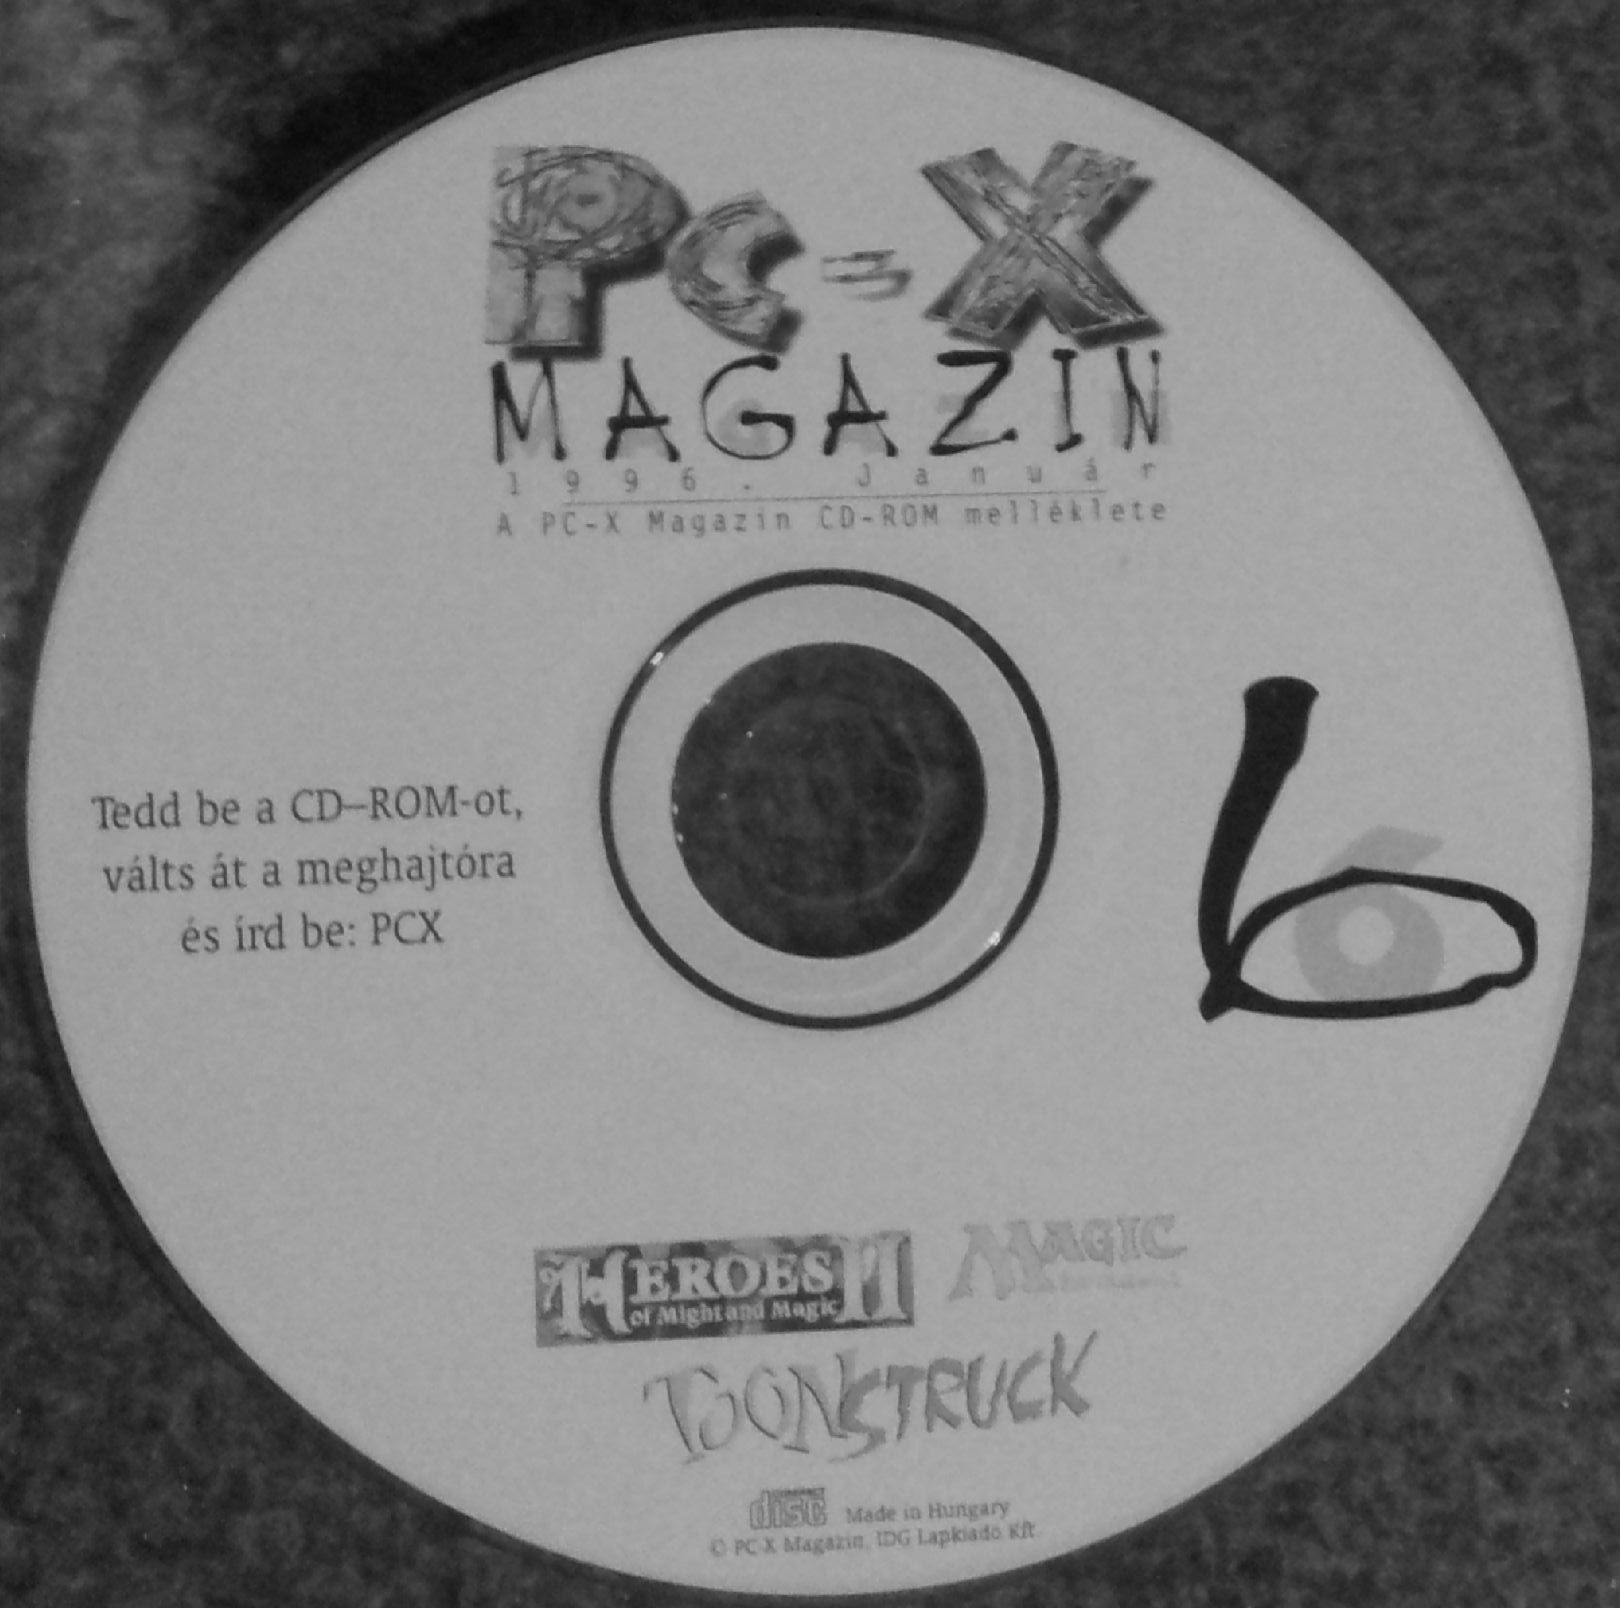 Pc-X
MAGAZIN
1996. Január
A PC-X Magazin CD-ROM melléklete
Tedd be a CD–ROM-ot,
válts át a meghajtóra
és írd be: PCX
6
6
HEROES II
of Might and Magic
MAGIC
TOONSTRUCK
disc
Made in Hungary
© PC-X Magazin, IDG Lapkiadó Kft.